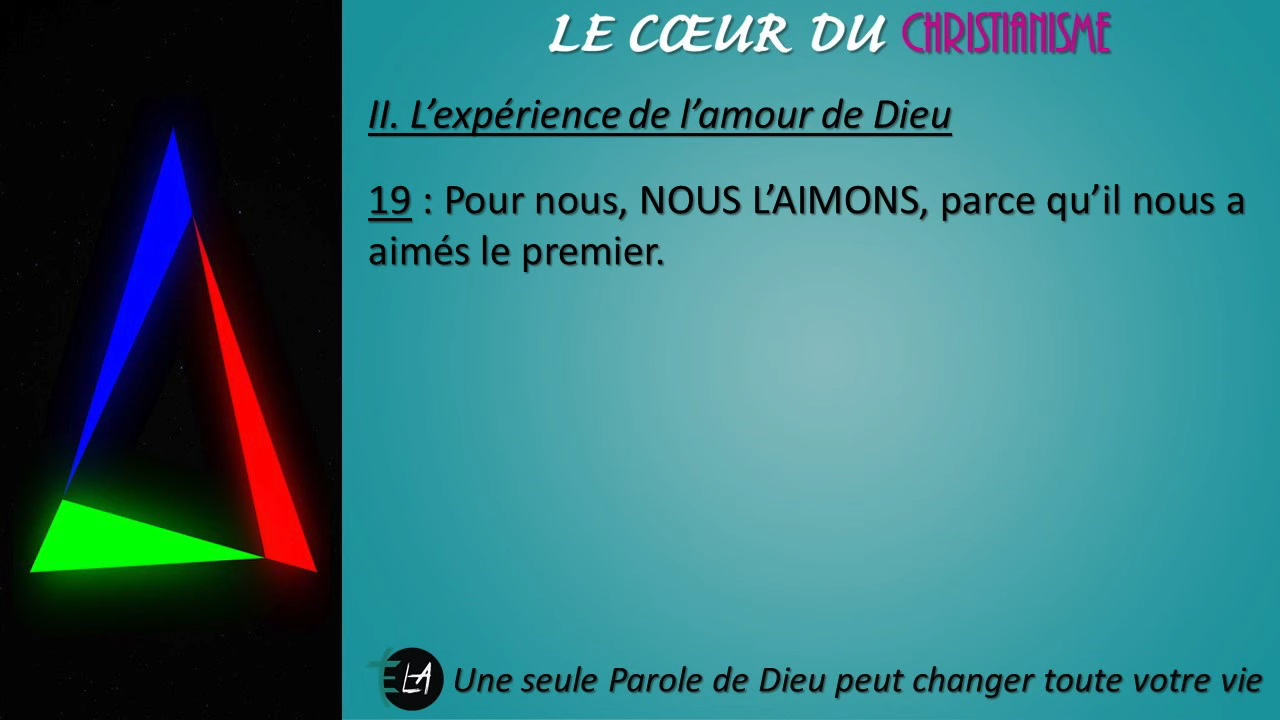 LE CŒUR DU CHRISTIANISME
II. L’expérience de l’amour de Dieu
19 : Pour nous, NOUS L’AIMONS, parce qu’il nous a
aimés le premier.
ELA Une seule Parole de Dieu peut changer toute votre vie